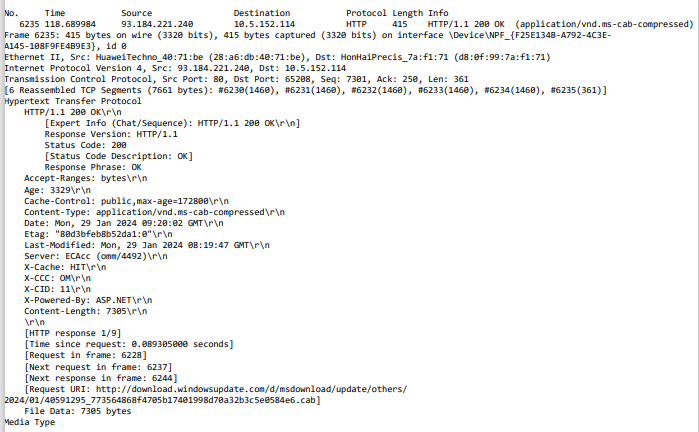 No. Time Source Destination Protocol Length Info
6235 118.689984 93.184.221.240 10.5.152.114 HTTP 415 HTTP/1.1 200 OK (application/vnd.ms-cab-compressed)
Frame 6235: 415 bytes on wire (3320 bits), 415 bytes captured (3320 bits) on interface \Device\NPF_{F25E134B-A792-4C3E-
A145-108F9FE4B9E3}, id 0
Ethernet II, Src: HuaweiTechno_40:71:be (28:a6:db:40:71:be), Dst: HonHaiPrecis_7a:f1:71 (d8:0f:99:7a:f1:71)
Internet Protocol Version 4, Src: 93.184.221.240, Dst: 10.5.152.114
Transmission Control Protocol, Src Port: 80, Dst Port: 65208, Seq: 7301, Ack: 250, Len: 361
[6 Reassembled TCP Segments (7661 bytes): #6230(1460), #6231(1460), #6232(1460), #6233(1460), #6234(1460), #6235(361)]
Hypertext Transfer Protocol
HTTP/1.1 200 OK\r\n
[Expert Info (Chat/Sequence): HTTP/1.1 200 OK\r\n]
Response Version: HTTP/1.1
Status Code: 200
[Status Code Description: OK]
Response Phrase: OK
Accept-Ranges: bytes\r\n
Age: 3329\r\n
Cache-Control: public,max-age=172800\r\n
Content-Type: application/vnd.ms-cab-compressed\r\n
Date: Mon, 29 Jan 2024 09:20:02 GMT\r\n
Etag: "80d3bfeb8b52da1:0"\r\n
Last-Modified: Mon, 29 Jan 2024 08:19:47 GMT\r\n
Server: ECAcc (omm/4492)\r\n
X-Cache: HIT\r\n
X-CCC: OM\r\n
X-CID: 11\r\n
X-Powered-By: ASP.NET\r\n
Content-Length: 7305\r\n
\r\n
[HTTP response 1/9]
[Time since request: 0.089305000 seconds]
[Request in frame: 6228]
[Next request in frame: 6237]
[Next response in frame: 6244]
[Request URI: http://download.windowsupdate.com/d/msdownload/update/others/
2024/01/40591295_773564868f4705b17401998d70a32b3c5e0584e6.cab]
File Data: 7305 bytes
Media Type